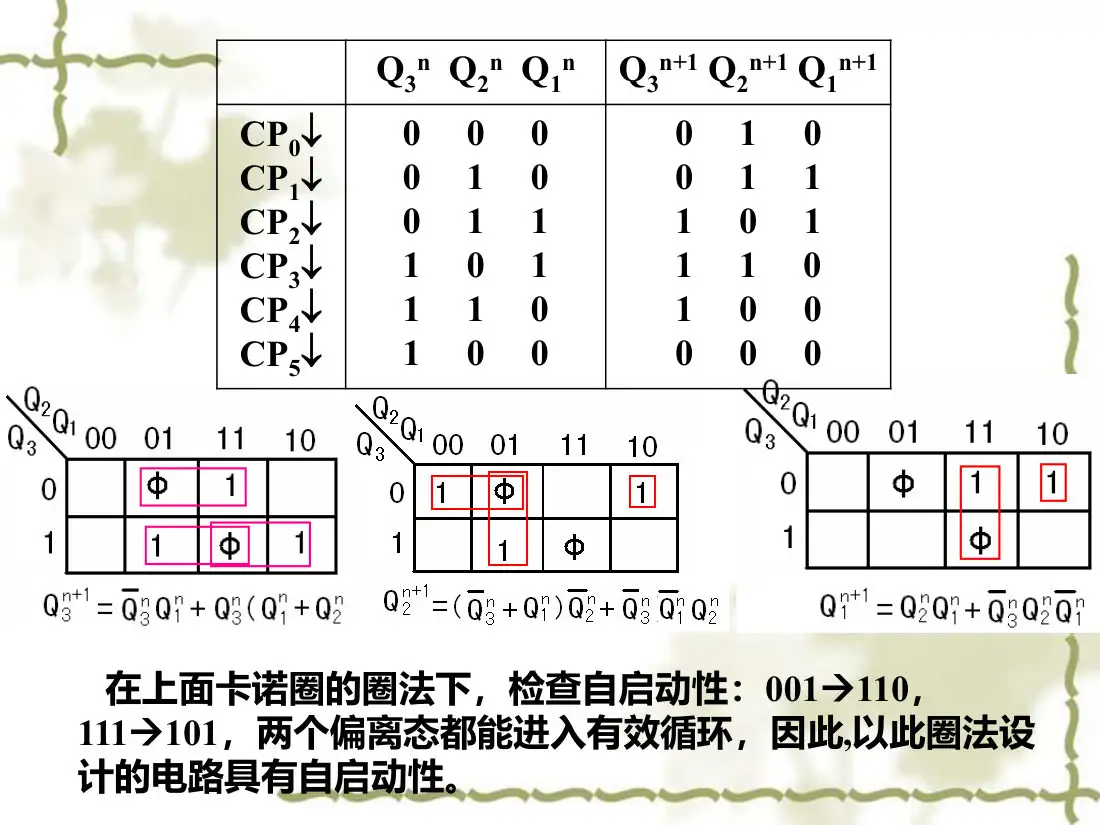 Q₃ⁿ Q₂ⁿ Q₁ⁿ Q₃ⁿ⁺¹ Q₂ⁿ⁺¹ Q₁ⁿ⁺¹
CP₀↓ 0 0 0 0 1 0
CP₁↓ 0 1 0 0 1 1
CP₂↓ 0 1 1 1 0 1
CP₃↓ 1 0 1 1 1 0
CP₄↓ 1 1 0 1 0 0
CP₅↓ 1 0 0 0 0 0
Q₂Q₁
Q₃ 00 01 11 10
0 Φ 1
1 1 Φ 1
Q₃ⁿ⁺¹ = Q̅₃ⁿQ₁ⁿ + Q₃ⁿ(Q₁ⁿ + Q₂ⁿ
Q₂Q₁
Q₃ 00 01 11 10
0 1 Φ 1
1 1 Φ
Q₂ⁿ⁺¹ = (Q̅₃ⁿ + Q₁ⁿ)Q̅₂ⁿ + Q̅₃ⁿ Q̅₁ⁿ Q₂ⁿ
Q₂Q₁
Q₃ 00 01 11 10
0 Φ 1 1
1 Φ
Q₁ⁿ⁺¹ = Q₂ⁿQ₁ⁿ + Q̅₃ⁿQ₂ⁿQ̅₁ⁿ
在上面卡诺圈的圈法下，检查自启动性：001→110，
111→101，两个偏离态都能进入有效循环，因此,以此圈法设
计的电路具有自启动性。